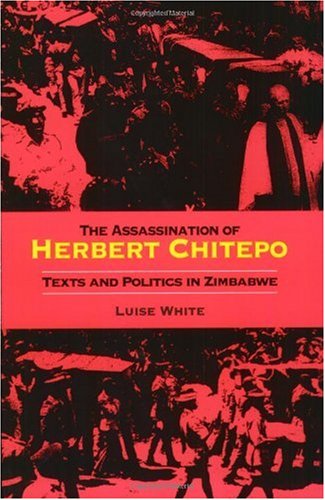 THE ASSASSINATION OF
HERBERT CHITEPO
TEXTS AND POLITICS IN ZIMBABWE
LUISE WHITE